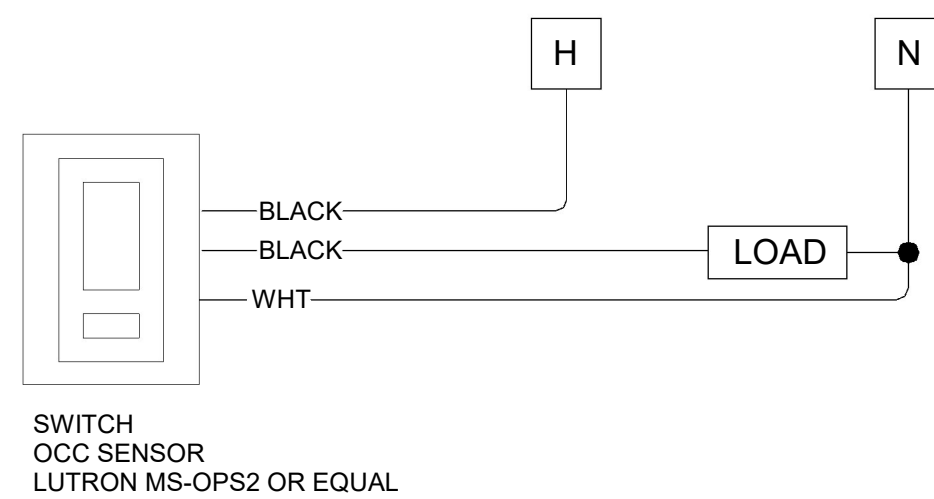 H
N
BLACK
BLACK
LOAD
WHT
SWITCH
OCC SENSOR
LUTRON MS-OPS2 OR EQUAL